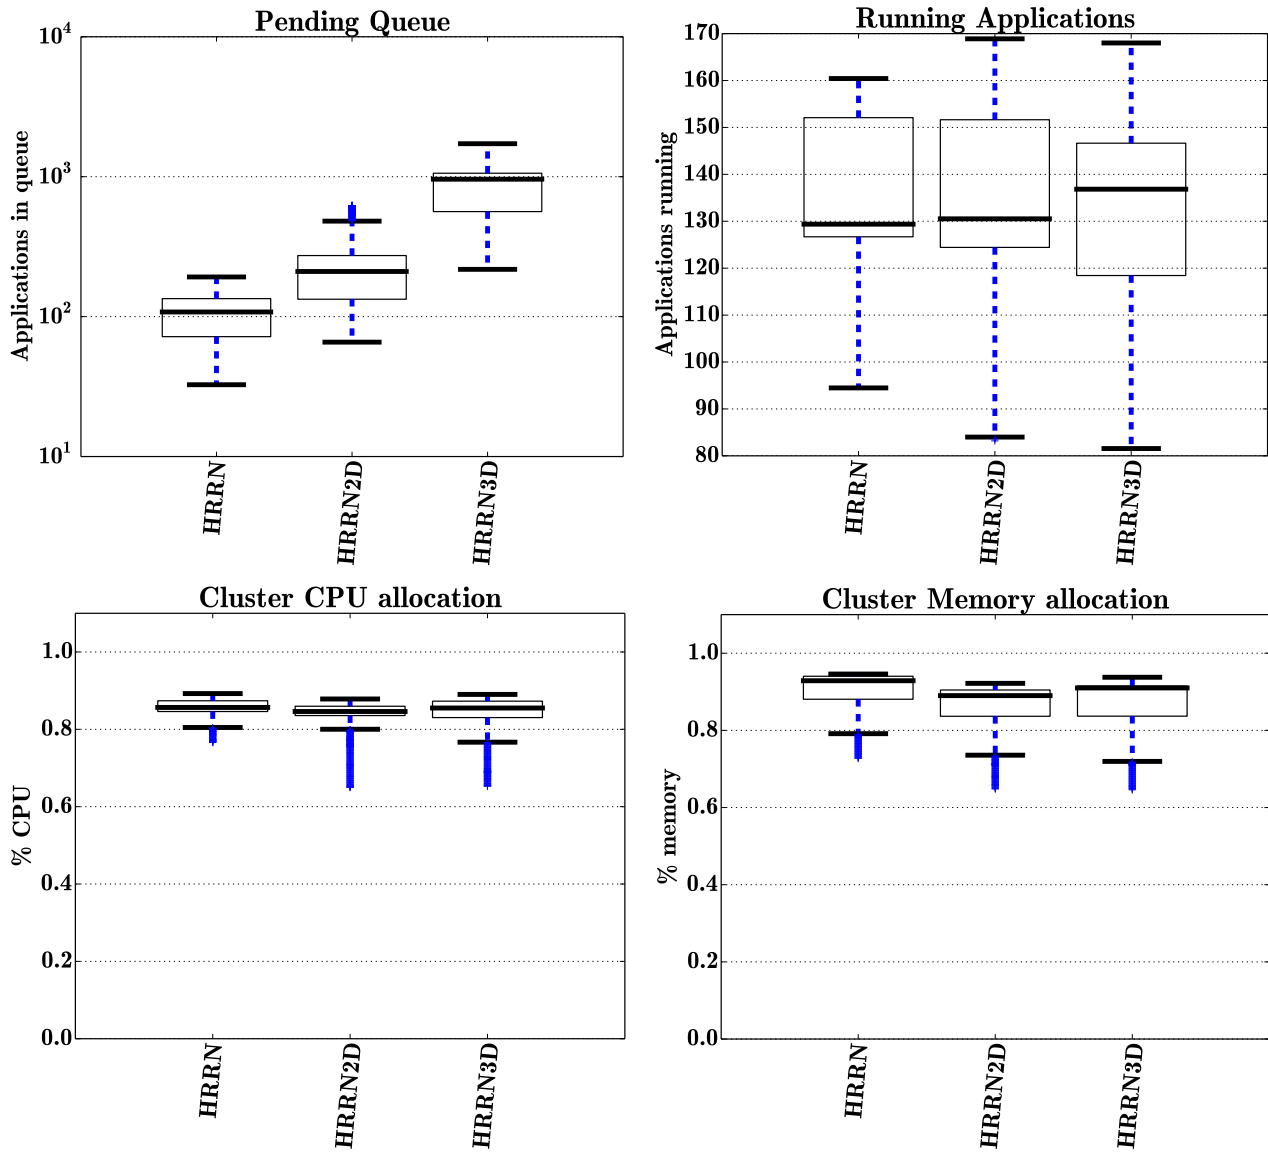 Pending Queue
10^4
10^3
10^2
10^1
Applications in queue
HRRN
HRRN2D
HRRN3D
Running Applications
170
160
150
140
130
120
110
100
90
80
Applications running
HRRN
HRRN2D
HRRN3D
Cluster CPU allocation
1.0
0.8
0.6
0.4
0.2
0.0
% CPU
HRRN
HRRN2D
HRRN3D
Cluster Memory allocation
1.0
0.8
0.6
0.4
0.2
0.0
% memory
HRRN
HRRN2D
HRRN3D